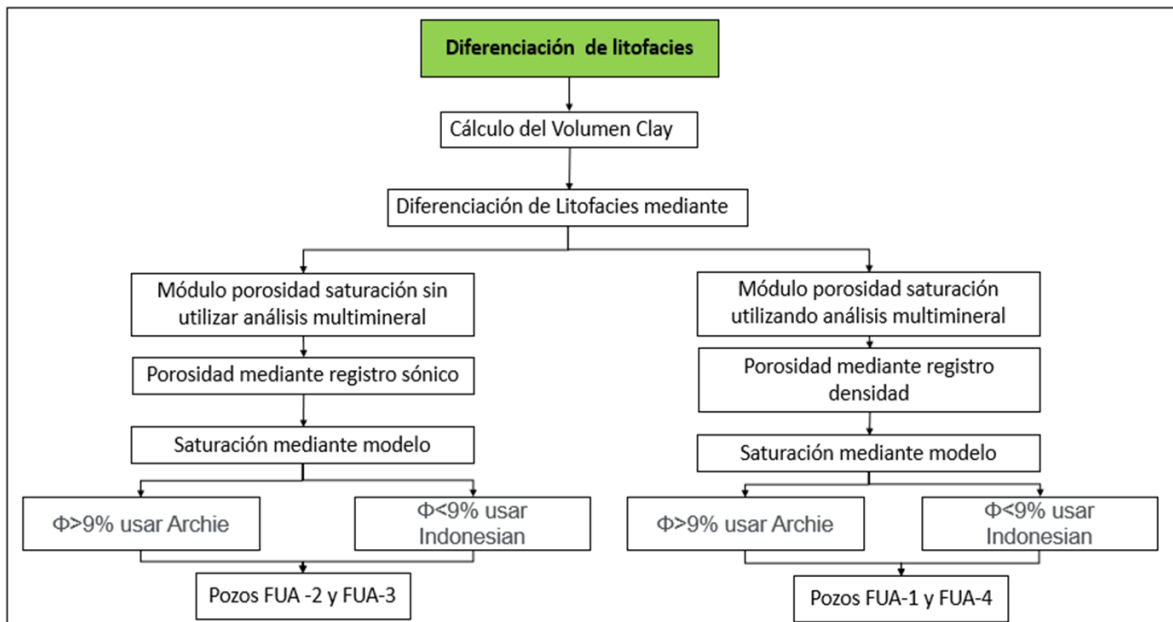 Diferenciación de litofacies
Cálculo del Volumen Clay
Diferenciación de Litofacies mediante
Módulo porosidad saturación sin
utilizar análisis multimineral
Porosidad mediante registro sónico
Saturación mediante modelo
Φ>9% usar Archie
Φ<9% usar
Indonesian
Pozos FUA -2 y FUA-3
Módulo porosidad saturación
utilizando análisis multimineral
Porosidad mediante registro
densidad
Saturación mediante modelo
Φ>9% usar Archie
Φ<9% usar
Indonesian
Pozos FUA-1 y FUA-4